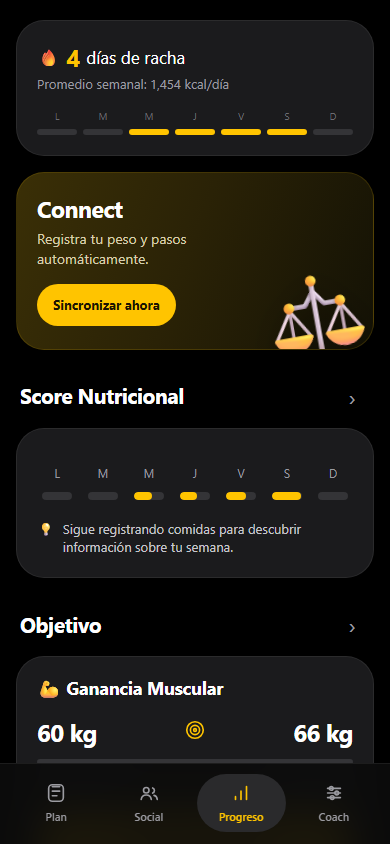 4 días de racha
Promedio semanal: 1,454 kcal/día
L M M J V S D
Connect
Registra tu peso y pasos
automáticamente.
Sincronizar ahora
Score Nutricional ›
L M M J V S D
Sigue registrando comidas para descubrir
información sobre tu semana.
Objetivo ›
Ganancia Muscular
60 kg 66 kg
Plan Social Progreso Coach